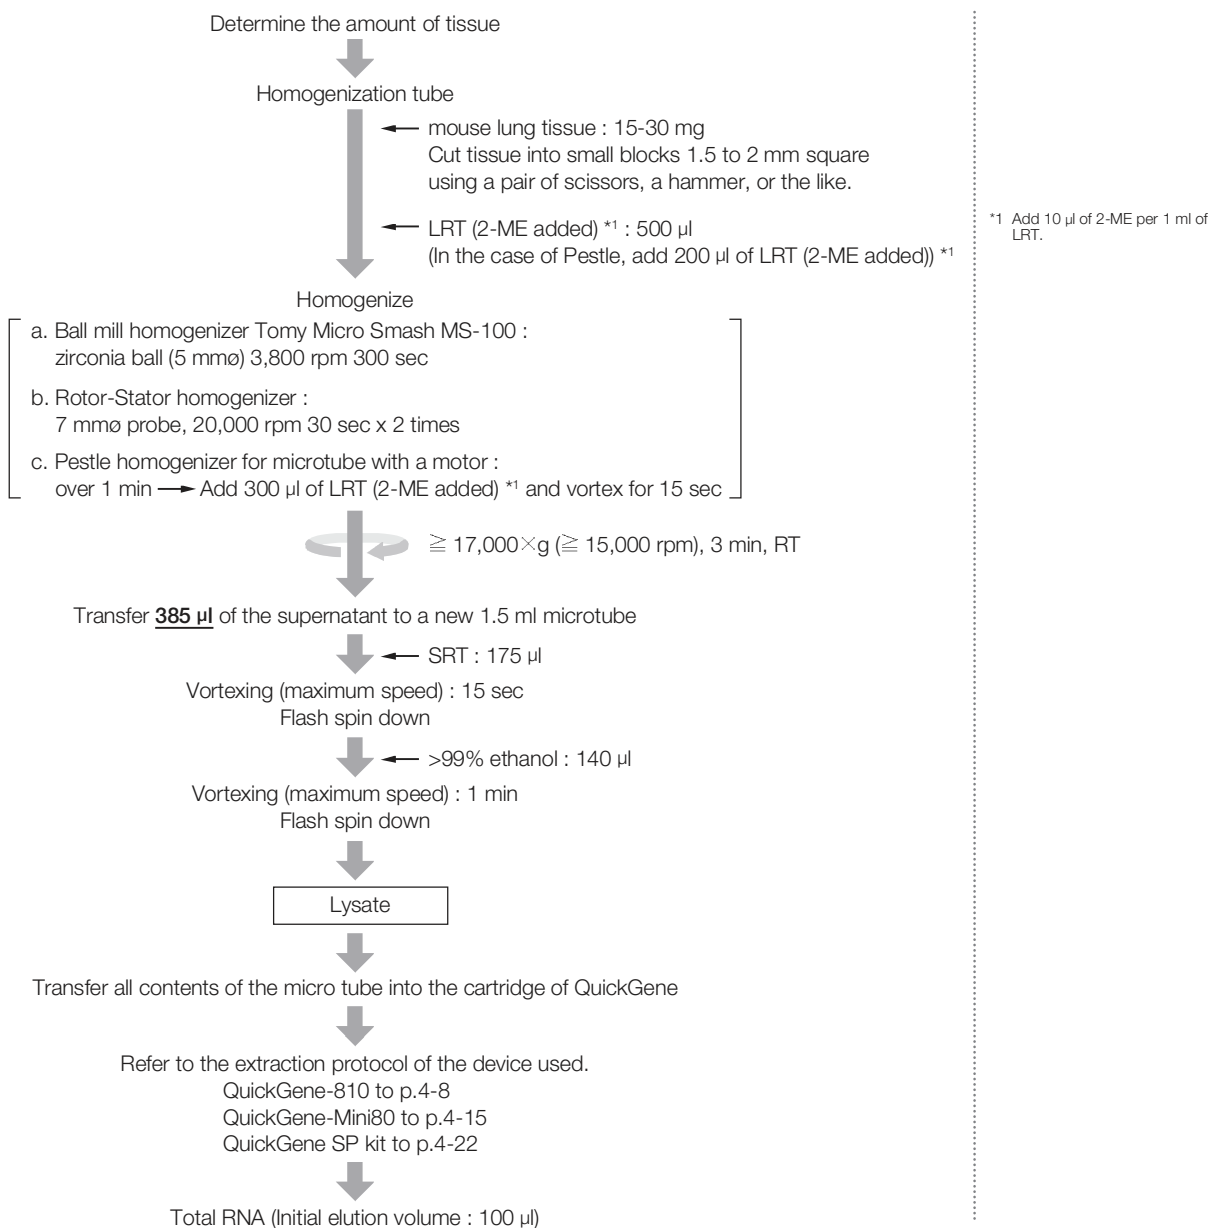 Determine the amount of tissue
Homogenization tube
mouse lung tissue : 15-30 mg
Cut tissue into small blocks 1.5 to 2 mm square
using a pair of scissors, a hammer, or the like.
LRT (2-ME added) *1 : 500 µl
(In the case of Pestle, add 200 µl of LRT (2-ME added)) *1
*1 Add 10 µl of 2-ME per 1 ml of
LRT.
Homogenize
a. Ball mill homogenizer Tomy Micro Smash MS-100 :
zirconia ball (5 mmø) 3,800 rpm 300 sec
b. Rotor-Stator homogenizer :
7 mmø probe, 20,000 rpm 30 sec x 2 times
c. Pestle homogenizer for microtube with a motor :
over 1 min → Add 300 µl of LRT (2-ME added) *1 and vortex for 15 sec
≧ 17,000×g (≧ 15,000 rpm), 3 min, RT
Transfer 385 µl of the supernatant to a new 1.5 ml microtube
SRT : 175 µl
Vortexing (maximum speed) : 15 sec
Flash spin down
>99% ethanol : 140 µl
Vortexing (maximum speed) : 1 min
Flash spin down
Lysate
Transfer all contents of the micro tube into the cartridge of QuickGene
Refer to the extraction protocol of the device used.
QuickGene-810 to p.4-8
QuickGene-Mini80 to p.4-15
QuickGene SP kit to p.4-22
Total RNA (Initial elution volume : 100 µl)